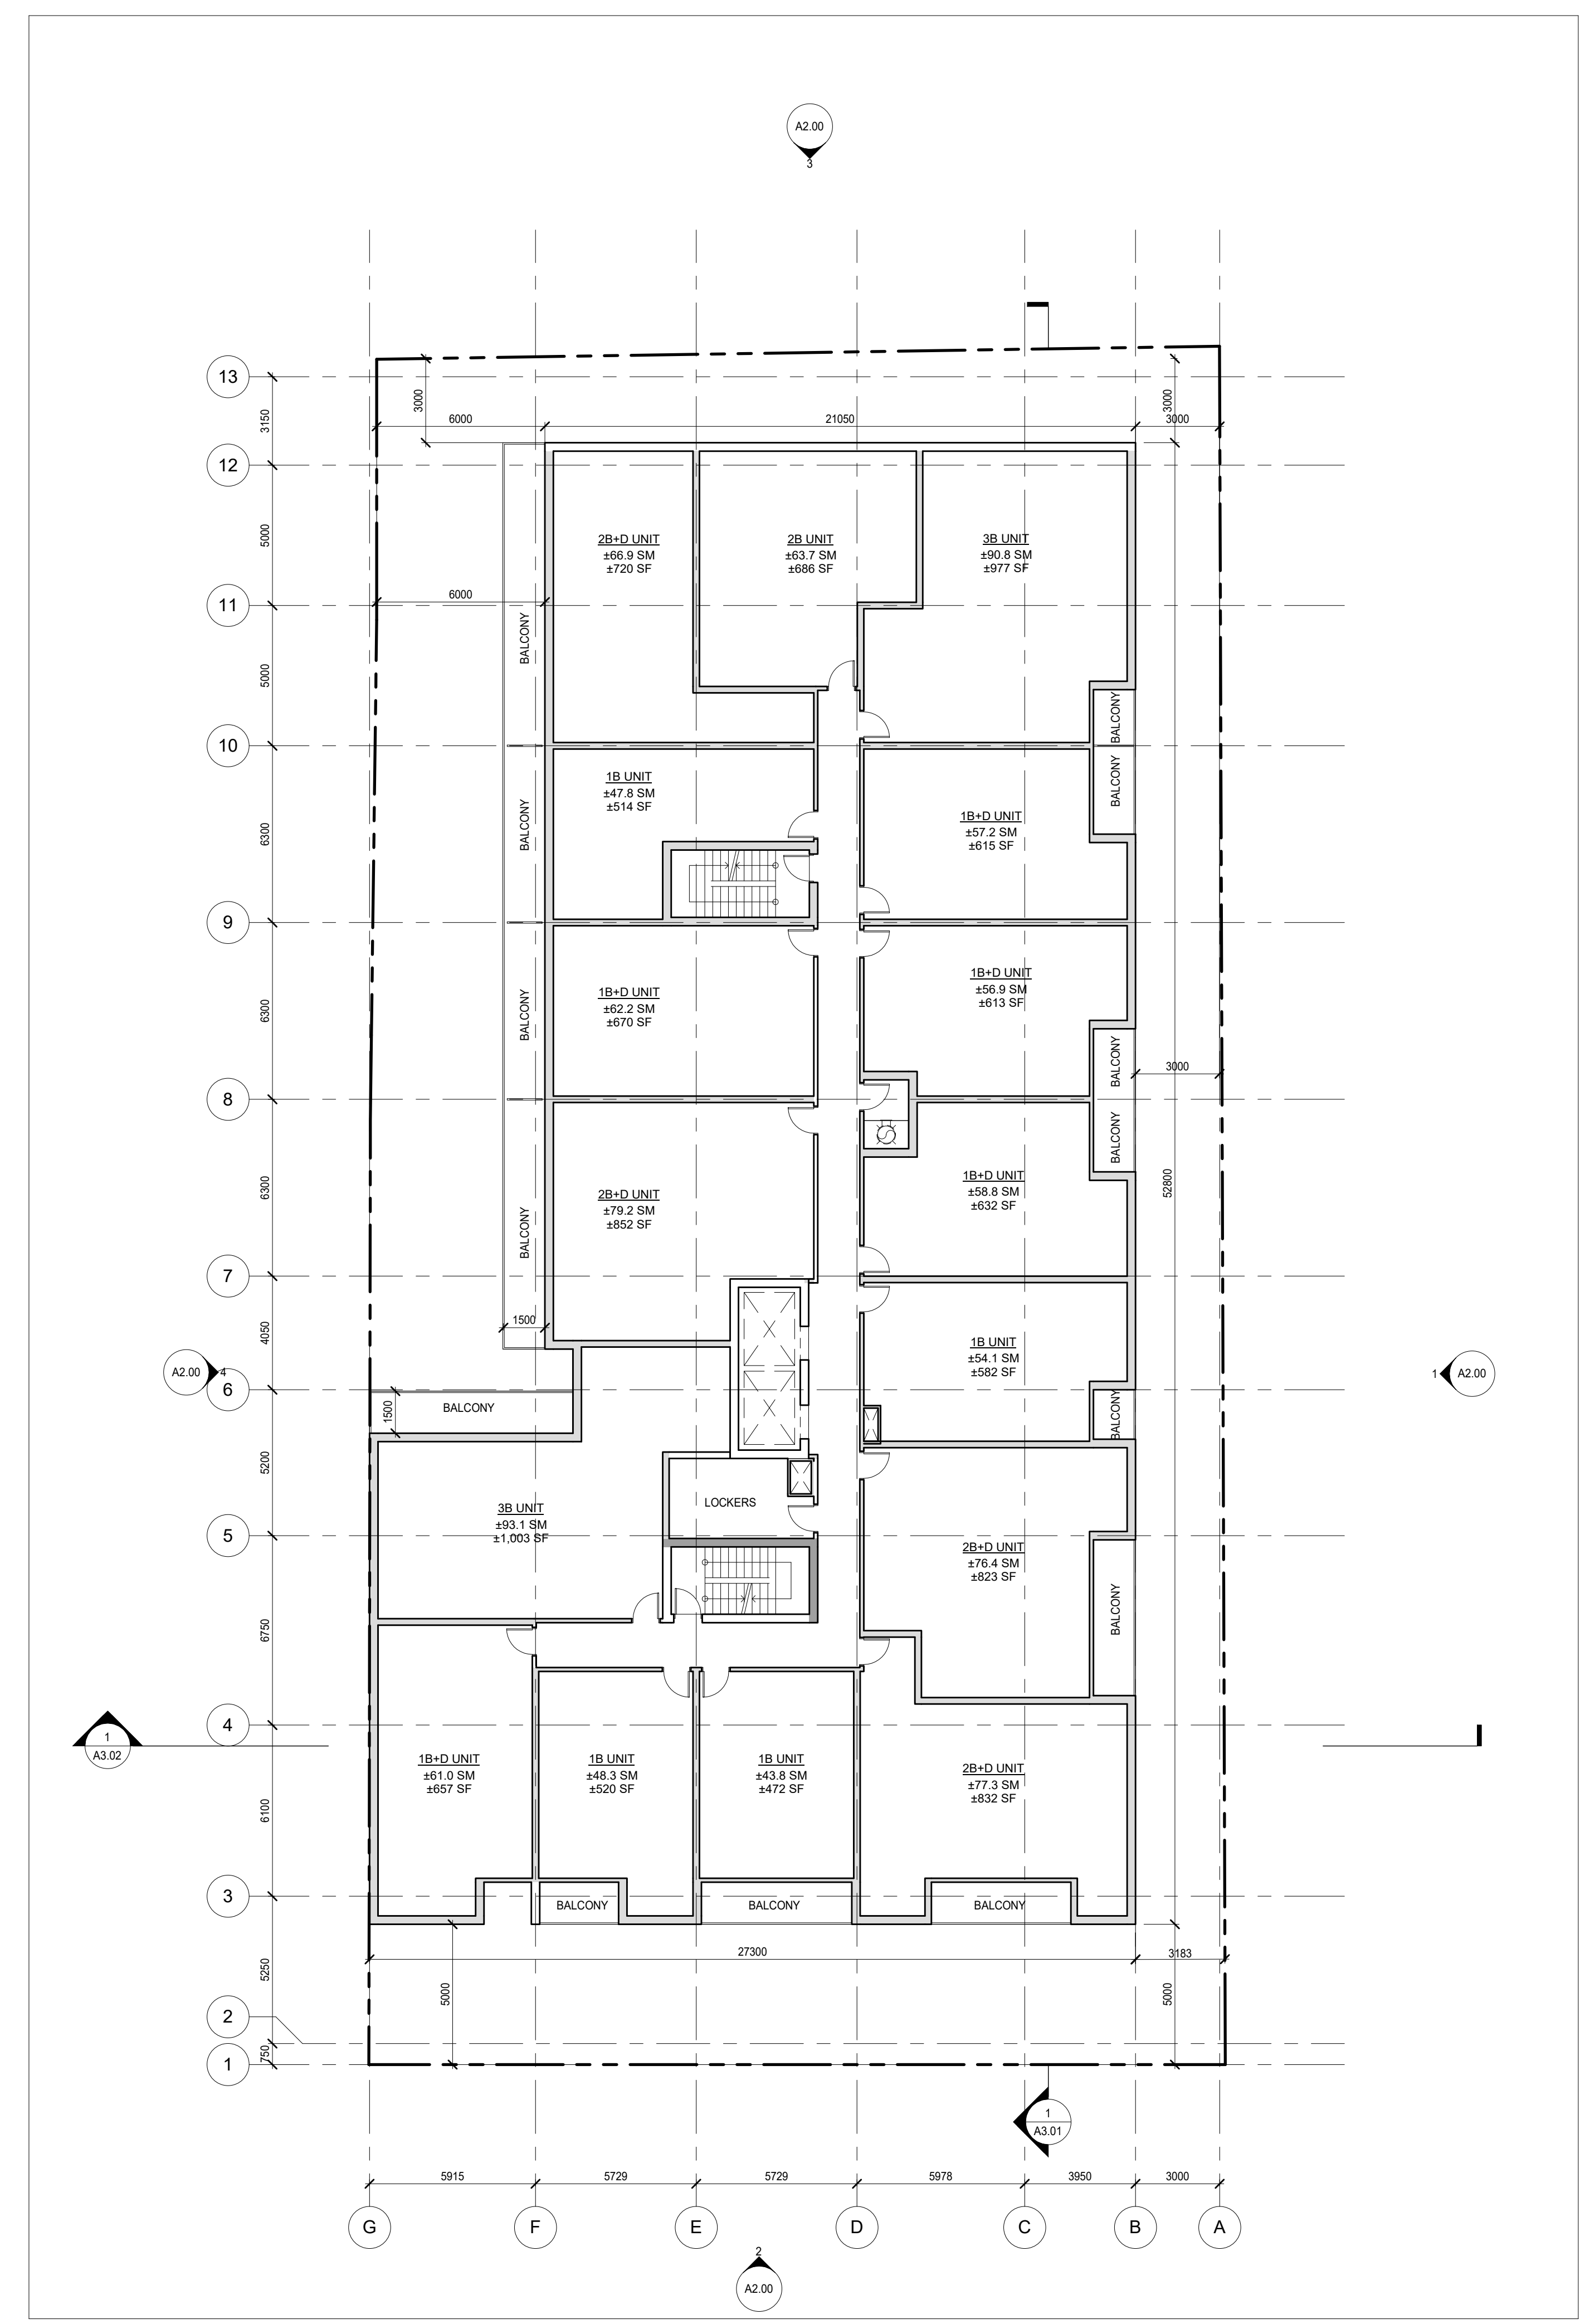 A2.00
3
13
3150
3000
6000
21050
3000
3000
12
5000
2B+D UNIT
±66.9 SM
±720 SF
2B UNIT
±63.7 SM
±686 SF
3B UNIT
±90.8 SM
±977 SF
11
6000
BALCONY
5000
BALCONY
10
1B UNIT
±47.8 SM
±514 SF
BALCONY
6300
BALCONY
1B+D UNIT
±57.2 SM
±615 SF
9
1B+D UNIT
±62.2 SM
±670 SF
1B+D UNIT
±56.9 SM
±613 SF
6300
BALCONY
BALCONY
3000
8
BALCONY
6300
2B+D UNIT
±79.2 SM
±852 SF
1B+D UNIT
±58.8 SM
±632 SF
52800
BALCONY
7
1500
4050
1B UNIT
±54.1 SM
±582 SF
A2.00
4
1
A2.00
6
1500
BALCONY
BALCONY
5200
LOCKERS
3B UNIT
±93.1 SM
±1,003 SF
5
2B+D UNIT
±76.4 SM
±823 SF
BALCONY
6750
4
1
A3.02
1B+D UNIT
±61.0 SM
±657 SF
1B UNIT
±48.3 SM
±520 SF
1B UNIT
±43.8 SM
±472 SF
2B+D UNIT
±77.3 SM
±832 SF
6100
3
BALCONY
BALCONY
BALCONY
27300
3183
5250
5000
5000
2
750
1
1
A3.01
5915
5729
5729
5978
3950
3000
G
F
E
D
C
B
A
2
A2.00